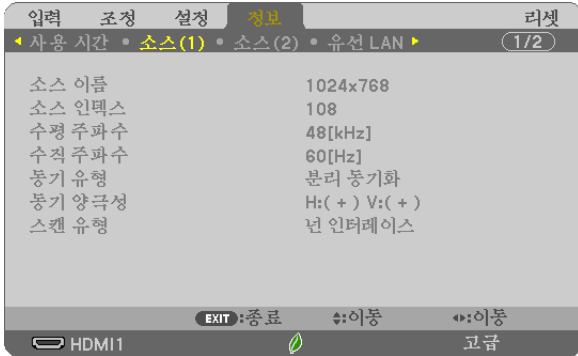 입력 조정 설정 정보 리셋
사용 시간 • 소스(1) • 소스(2) • 유선 LAN 1/2
소스 이름 1024x768
소스 인덱스 108
수평 주파수 48[kHz]
수직 주파수 60[Hz]
동기 유형 분리 동기화
동기 양극성 H:( + ) V:( + )
스캔 유형 넌 인터레이스
EXIT :종료 :이동 :이동
HDMI1 고급